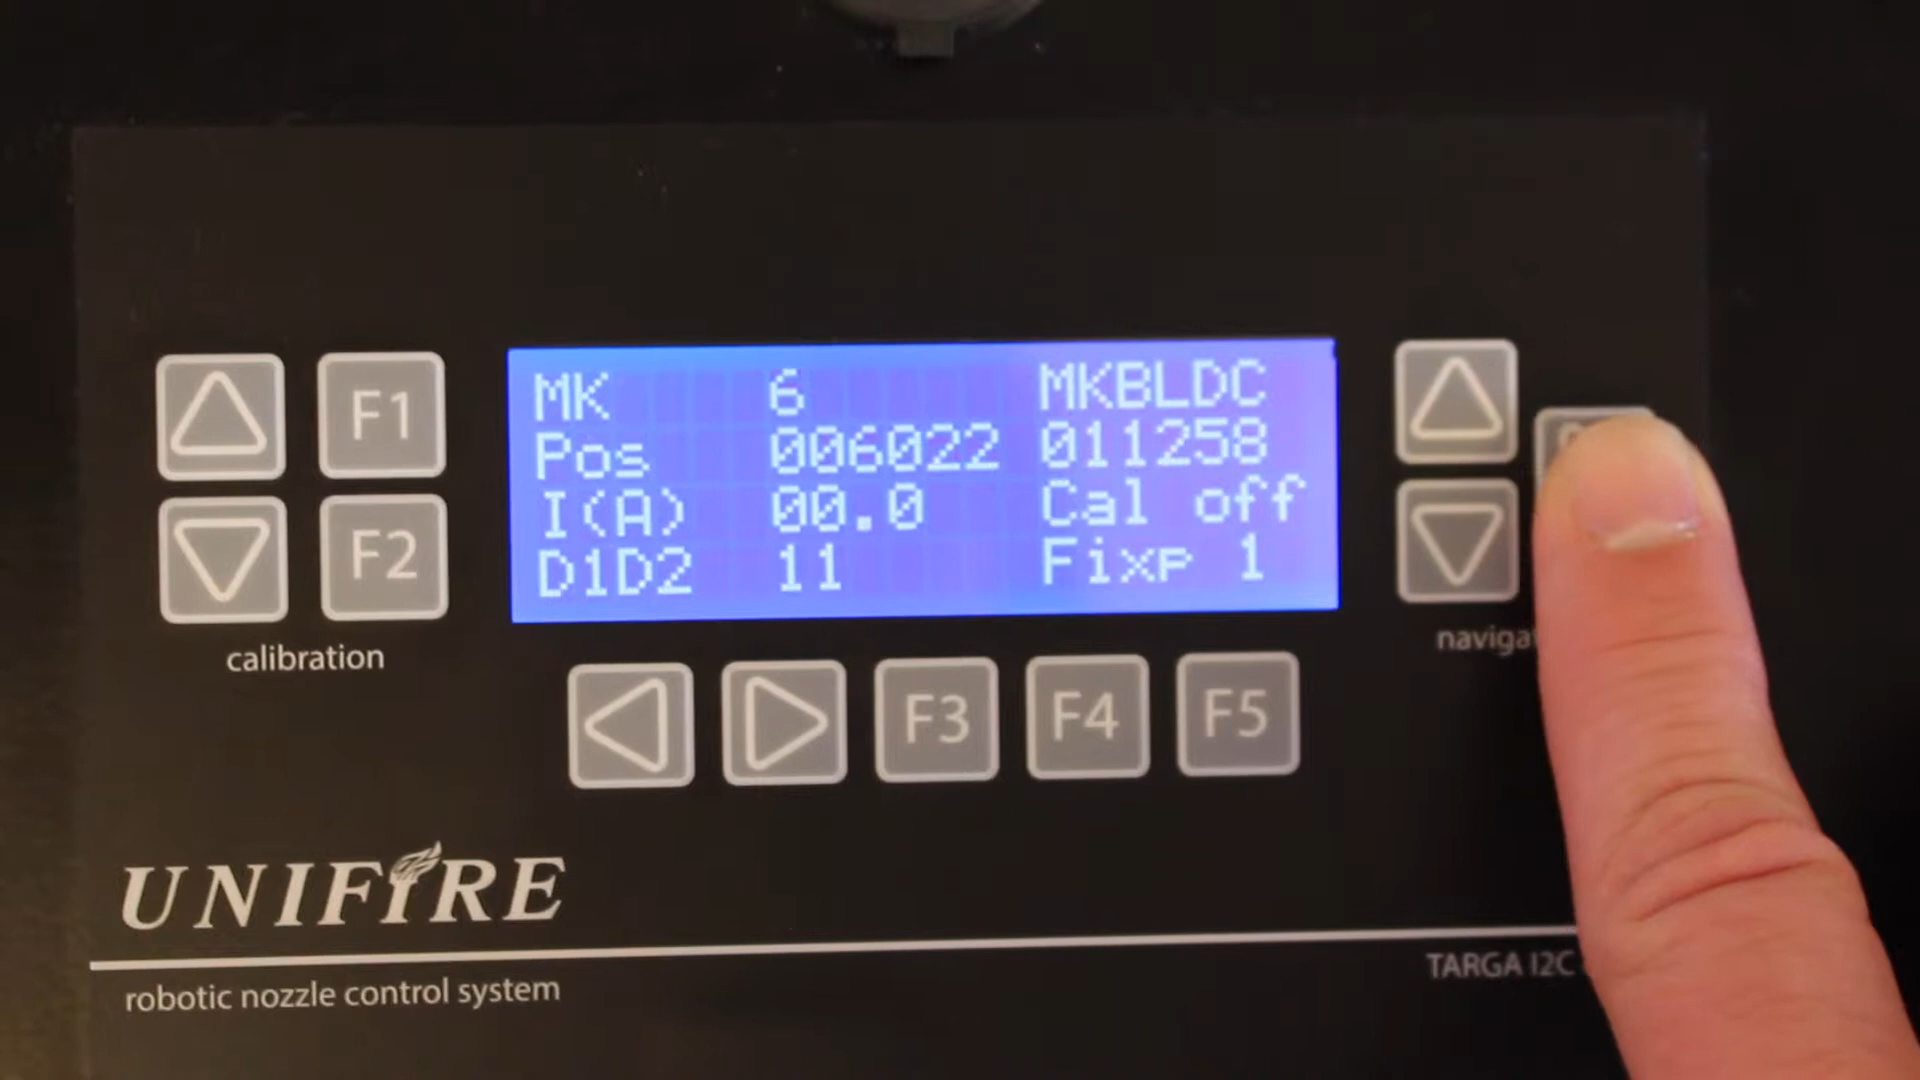 MK 6 MKBLDC
Pos 006022 011258
I(A) 00.0 Cal off
D1D2 11 Fixp 1
F1
F2
calibration
F3 F4 F5
UNIFIRE
robotic nozzle control system
TARGA I2C